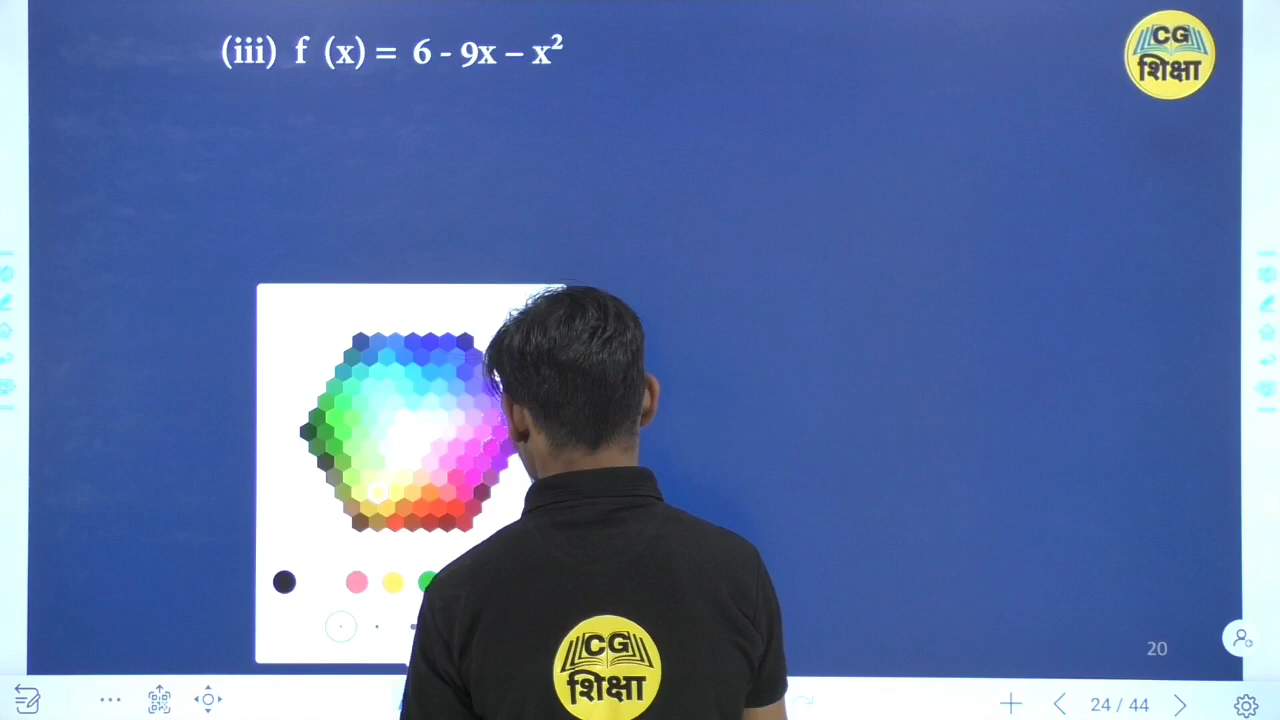 (iii) f (x) = 6 - 9x – x²
CG
शिक्षा
20
24 / 44
CG
शिक्षा